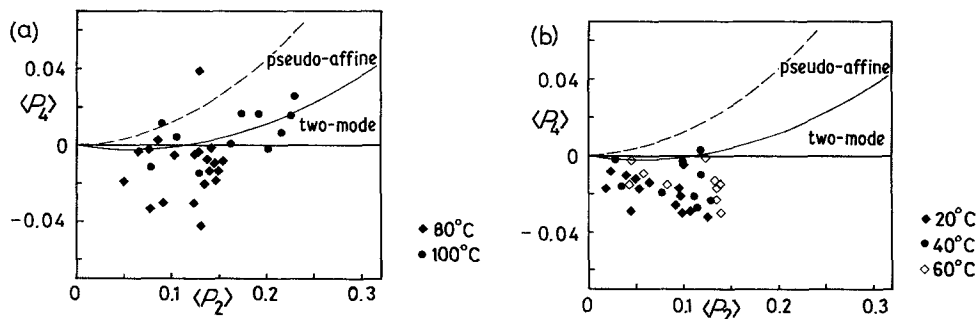 (a)
0.04
pseudo-affine
⟨P4⟩
two-mode
0
−0.04
0 0.1 0.2 0.3
⟨P2⟩
◆ 80°C
● 100°C
(b)
0.04
pseudo-affine
⟨P4⟩
two-mode
0
−0.04
0 0.1 0.2 0.3
⟨P2⟩
◆ 20°C
● 40°C
◇ 60°C